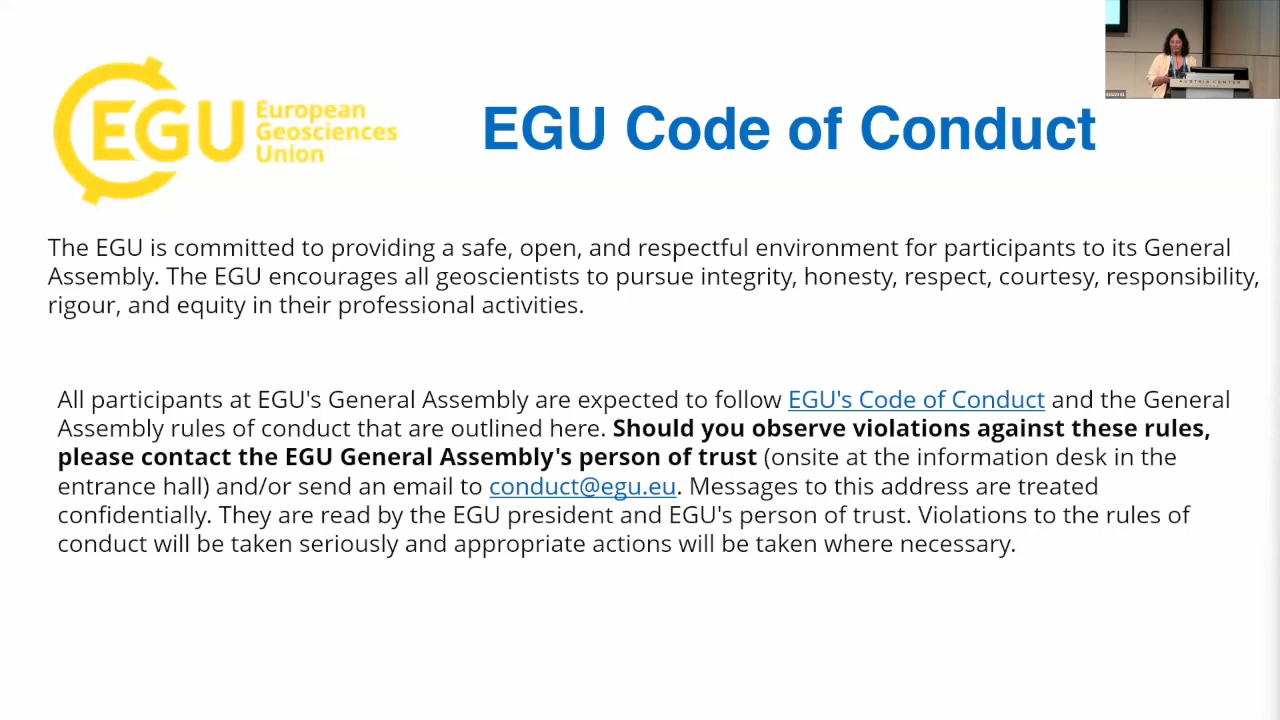 EGU
European
Geosciences
Union
EGU Code of Conduct
AUSTRIA CENTER
The EGU is committed to providing a safe, open, and respectful environment for participants to its General
Assembly. The EGU encourages all geoscientists to pursue integrity, honesty, respect, courtesy, responsibility,
rigour, and equity in their professional activities.
All participants at EGU's General Assembly are expected to follow EGU's Code of Conduct and the General
Assembly rules of conduct that are outlined here. Should you observe violations against these rules,
please contact the EGU General Assembly's person of trust (onsite at the information desk in the
entrance hall) and/or send an email to conduct@egu.eu. Messages to this address are treated
confidentially. They are read by the EGU president and EGU's person of trust. Violations to the rules of
conduct will be taken seriously and appropriate actions will be taken where necessary.